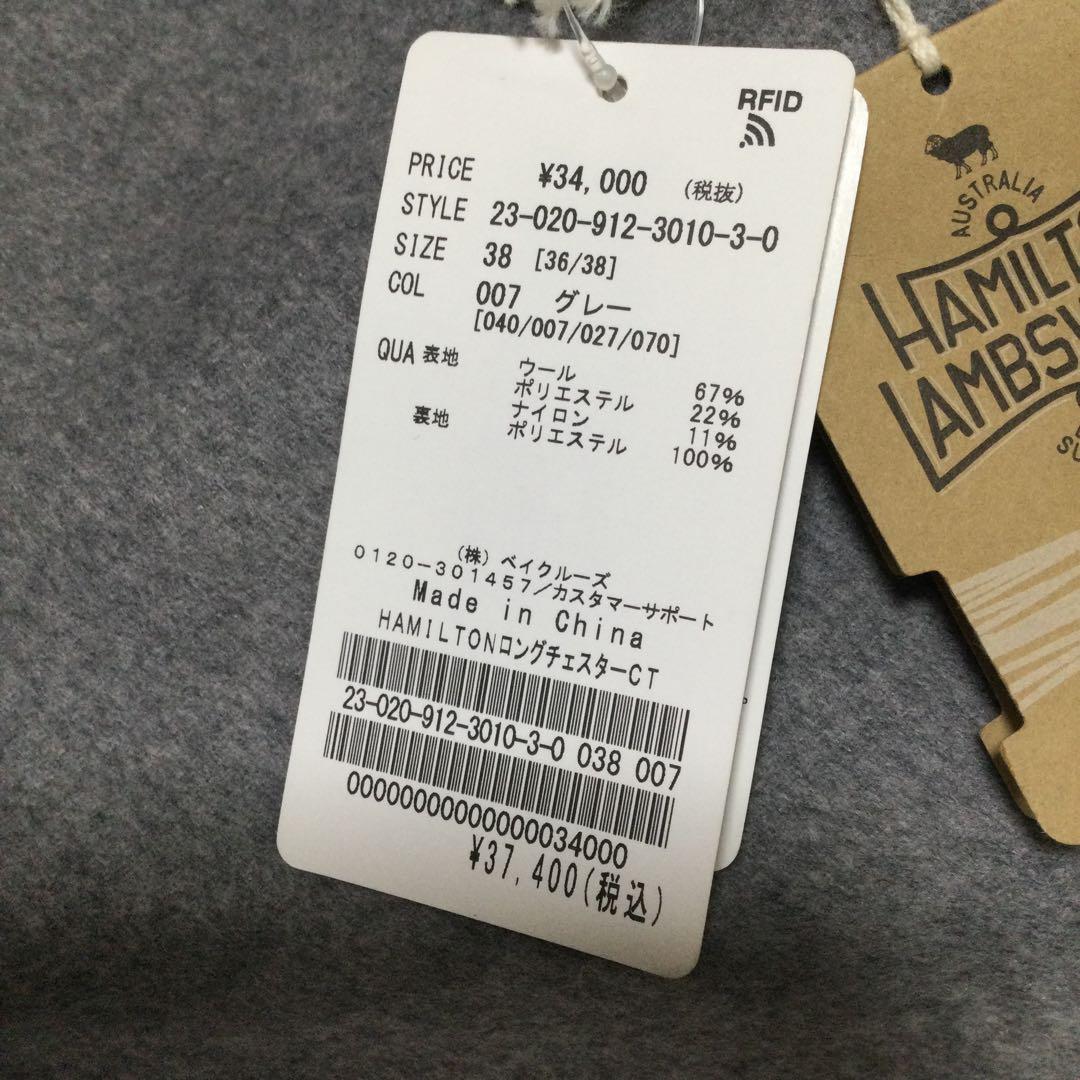 RFID
PRICE ¥34,000 (税抜)
STYLE 23-020-912-3010-3-0
SIZE 38 [36/38]
COL 007 グレー
[040/007/027/070]
QUA 表地 ウール 67%
ポリエステル 22%
ナイロン 11%
裏地 ポリエステル 100%
(株) ベイクルーズ
0120-301457/カスタマーサポート
Made in China
HAMILTONロングチェスターCT
23-020-912-3010-3-0 038 007
00000000000000034000
¥37,400(税込)
AUSTRALIA
HAMILTO
LAMBS
SU